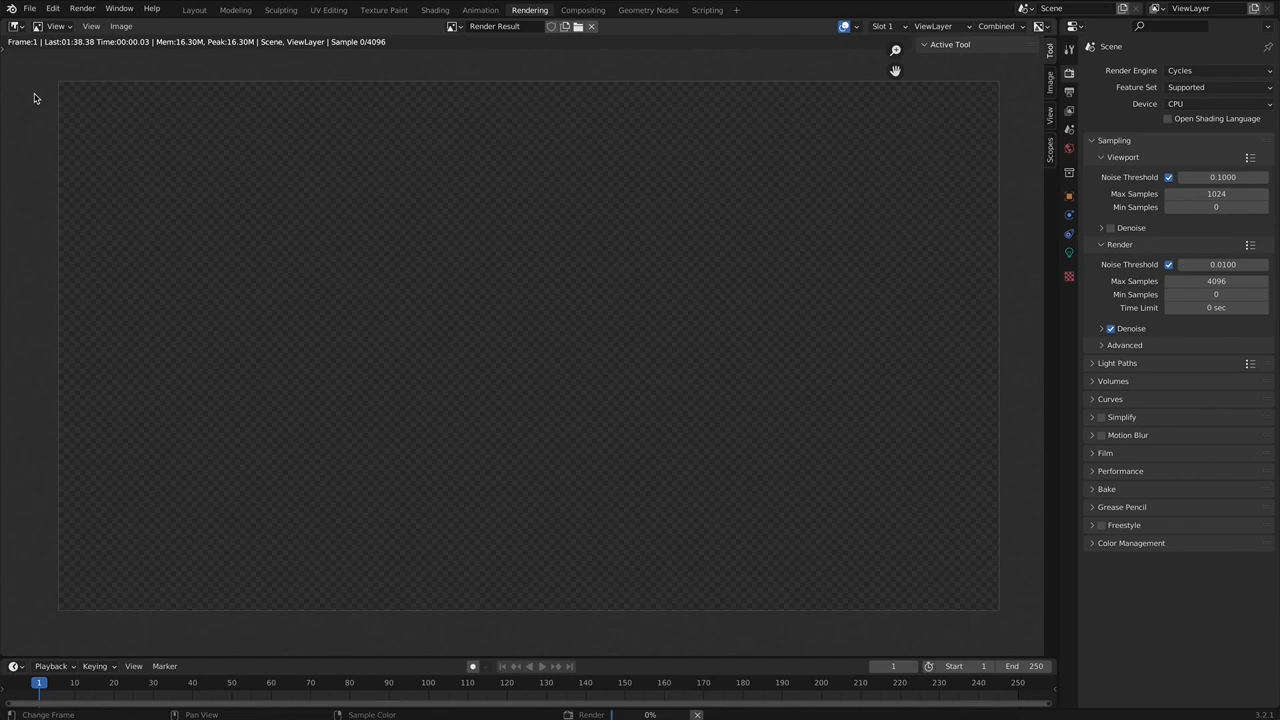 File Edit Render Window Help Layout Modeling Sculpting UV Editing Texture Paint Shading Animation Rendering Compositing Geometry Nodes Scripting + Scene ViewLayer
View View Image Render Result Slot 1 ViewLayer Combined
Frame:1 | Last:01:38.38 Time:00:00.03 | Mem:16.30M, Peak:16.30M | Scene, ViewLayer | Sample 0/4096
Active Tool
Tool
Image
View
Scopes
Scene
Render Engine Cycles
Feature Set Supported
Device CPU
Open Shading Language
Sampling
Viewport
Noise Threshold 0.1000
Max Samples 1024
Min Samples 0
Denoise
Render
Noise Threshold 0.0100
Max Samples 4096
Min Samples 0
Time Limit 0 sec
Denoise
Advanced
Light Paths
Volumes
Curves
Simplify
Motion Blur
Film
Performance
Bake
Grease Pencil
Freestyle
Color Management
Playback Keying View Marker 1 Start 1 End 250
1 10 20 30 40 50 60 70 80 90 100 110 120 130 140 150 160 170 180 190 200 210 220 230 240 250
Change Frame Pan View Sample Color Render 0% 3.2.1